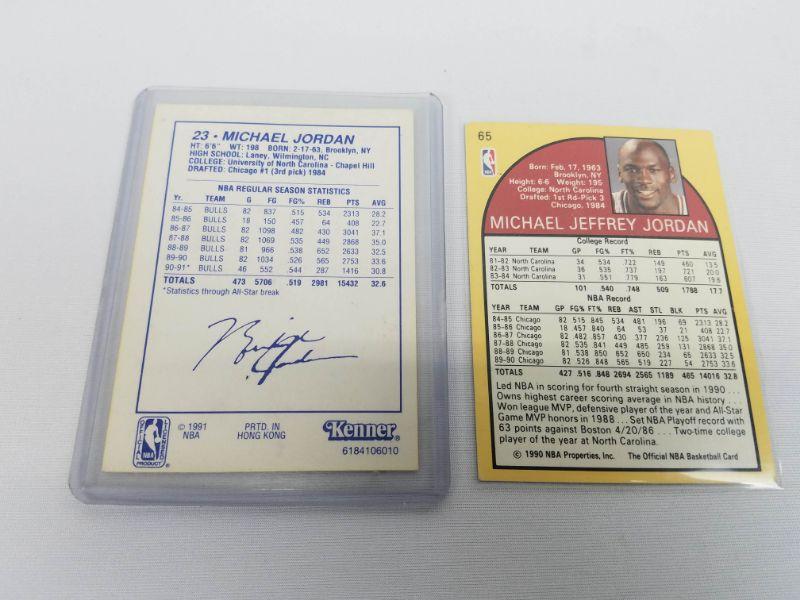 23 • MICHAEL JORDAN
HT: 6'6" WT: 198 BORN: 2-17-63, Brooklyn, NY
HIGH SCHOOL: Laney, Wilmington, NC
COLLEGE: University of North Carolina - Chapel Hill
DRAFTED: Chicago #1 (3rd pick) 1984
NBA REGULAR SEASON STATISTICS
Yr. TEAM G FG FG% REB PTS AVG
84-85 BULLS 82 837 .515 534 2313 28.2
85-86 BULLS 18 150 .457 64 408 22.7
86-87 BULLS 82 1098 .482 430 3041 37.1
87-88 BULLS 82 1069 .535 449 2868 35.0
88-89 BULLS 81 966 .538 652 2633 32.5
89-90 BULLS 82 1034 .526 565 2753 33.6
90-91* BULLS 46 552 .544 287 1416 30.8
TOTALS 473 5706 .519 2981 15432 32.6
*Statistics through All-Star break
© 1991
NBA
PRTD. IN
HONG KONG
Kenner®
6184106010
NBA
PRODUCT
65
NBA
Born: Feb. 17, 1963
Brooklyn, NY
Height: 6-6 Weight: 195
College: North Carolina
Drafted: 1st Rd-Pick 3
Chicago, 1984
MICHAEL JEFFREY JORDAN
College Record
YEAR TEAM GP FG% FT% REB PTS AVG
81-82 North Carolina 34 .534 .722 149 460 13.5
82-83 North Carolina 36 .535 .737 197 721 20.0
83-84 North Carolina 31 .551 .779 163 607 19.6
TOTALS 101 .540 .748 509 1788 17.7
NBA Record
YEAR TEAM GP FG% FT% REB AST STL BLK PTS AVG
84-85 Chicago 82 .515 .845 534 481 196 69 2313 28.2
85-86 Chicago 18 .457 .840 64 53 37 21 408 22.7
86-87 Chicago 82 .482 .857 430 377 236 125 3041 37.1
87-88 Chicago 82 .535 .841 449 485 259 131 2868 35.0
88-89 Chicago 81 .538 .850 652 650 234 65 2633 32.5
89-90 Chicago 82 .526 .848 565 519 227 54 2753 33.6
TOTALS 427 .516 .848 2694 2565 1189 465 14016 32.8
Led NBA in scoring for fourth straight season in 1990 . . .
Owns highest career scoring average in NBA history . . .
Won league MVP, defensive player of the year and All-Star
Game MVP honors in 1988 . . . Set NBA Playoff record with
63 points against Boston 4/20/86 . . . Two-time college
player of the year at North Carolina.
© 1990 NBA Properties, Inc. The Official NBA Basketball Card